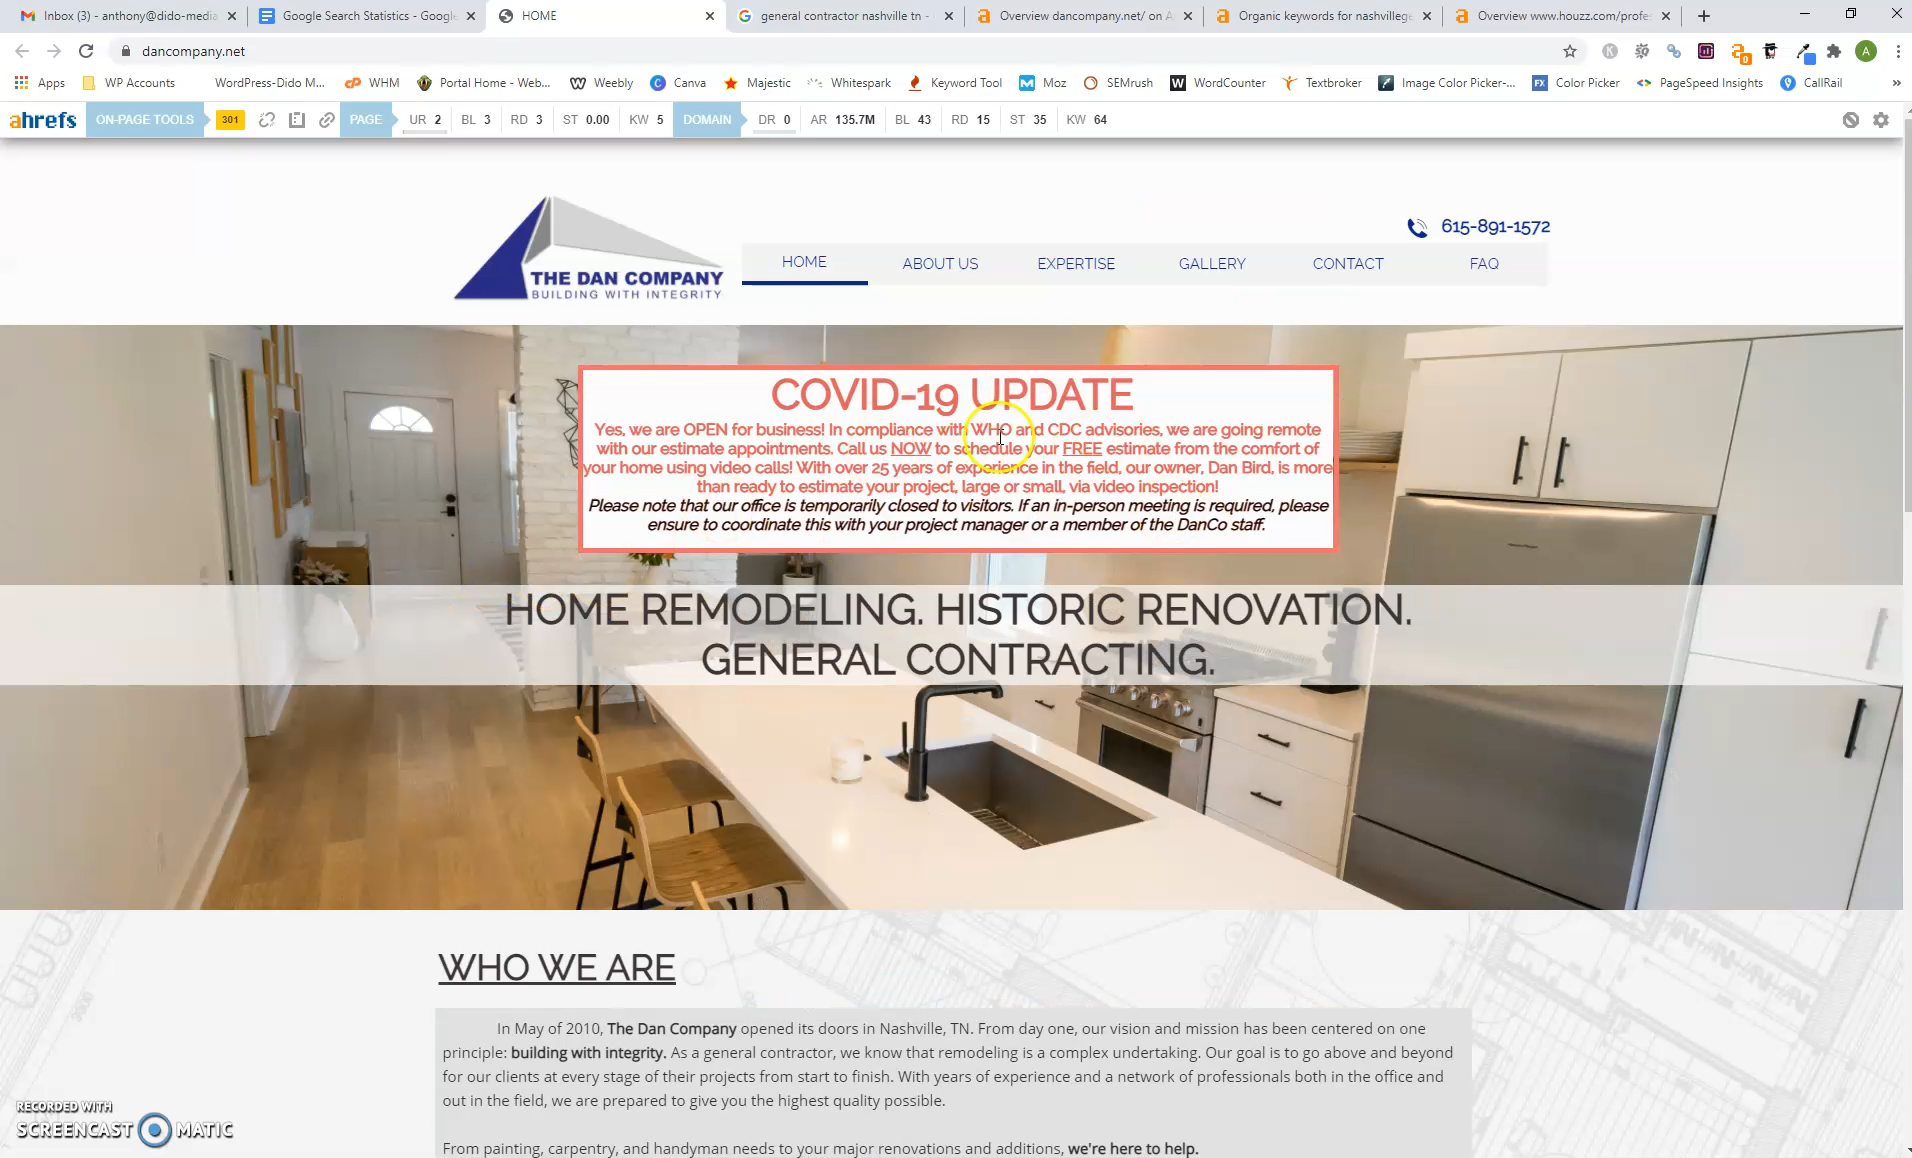 Inbox (3) - anthony@dido-media
Google Search Statistics - Google
HOME
general contractor nashville tn -
Overview dancompany.net/ on A
Organic keywords for nashvillege
Overview www.houzz.com/profes
dancompany.net
A
Apps
WP Accounts
WordPress-Dido M...
WHM
Portal Home - Web...
Weebly
Canva
Majestic
Whitespark
Keyword Tool
Moz
SEMrush
WordCounter
Textbroker
Image Color Picker-...
Color Picker
PageSpeed Insights
CallRail
»
ahrefs ON-PAGE TOOLS 301 PAGE UR 2 BL 3 RD 3 ST 0.00 KW 5 DOMAIN DR 0 AR 135.7M BL 43 RD 15 ST 35 KW 64
THE DAN COMPANY
BUILDING WITH INTEGRITY
615-891-1572
HOME ABOUT US EXPERTISE GALLERY CONTACT FAQ
COVID-19 UPDATE
Yes, we are OPEN for business! In compliance with WHO and CDC advisories, we are going remote
with our estimate appointments. Call us NOW to schedule your FREE estimate from the comfort of
your home using video calls! With over 25 years of experience in the field, our owner, Dan Bird, is more
than ready to estimate your project, large or small, via video inspection!
Please note that our office is temporarily closed to visitors. If an in-person meeting is required, please
ensure to coordinate this with your project manager or a member of the DanCo staff.
HOME REMODELING. HISTORIC RENOVATION.
GENERAL CONTRACTING.
WHO WE ARE
In May of 2010, The Dan Company opened its doors in Nashville, TN. From day one, our vision and mission has been centered on one
principle: building with integrity. As a general contractor, we know that remodeling is a complex undertaking. Our goal is to go above and beyond
for our clients at every stage of their projects from start to finish. With years of experience and a network of professionals both in the office and
out in the field, we are prepared to give you the highest quality possible.
From painting, carpentry, and handyman needs to your major renovations and additions, we're here to help.
RECORDED WITH
SCREENCAST MATIC